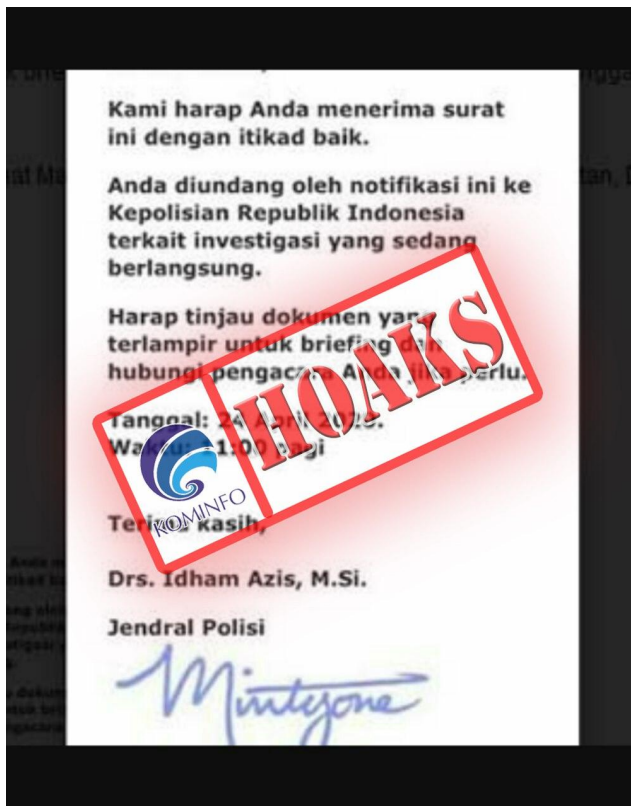 Kami harap Anda menerima surat
ini dengan itikad baik.
Anda diundang oleh notifikasi ini ke
Kepolisian Republik Indonesia
terkait investigasi yang sedang
berlangsung.
Harap tinjau dokumen yang
terlampir untuk briefing dan
hubungi pengacara Anda jika perlu.
Tanggal: 24 April
Waktu: 11:00 pagi
HOAKS
KOMINFO
Terima kasih,
Drs. Idham Azis, M.Si.
Jendral Polisi